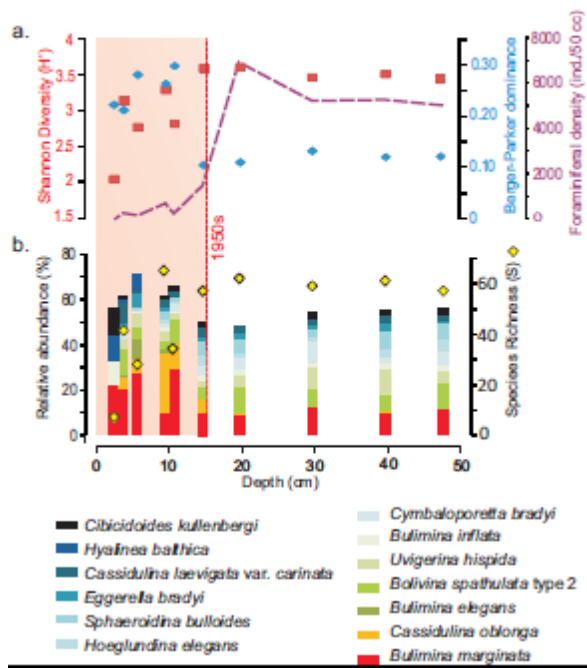 a.
Shannon Diversity (H')
4
3.5
3
2.5
2
1.5
0.30
0.20
0.10
0
Berger-Parker dominance
8000
6000
5000
4000
2000
0
Foraminiferal density (ind./50 cc)
1950s
b.
Relative abundance (%)
80
60
40
20
0
60
40
20
0
Speciees Richness (S)
0
10
20
30
40
50
Depth (cm)
Cibicidoides kullenbergi
Hyalinea balthica
Cassidulina laevigata var. carinata
Eggerella bradyi
Sphaeroidina bulloides
Hoeglundina elegans
Cymbaloporetta bradyi
Bulimina inflata
Uvigerina hispida
Bolivina spathulata type 2
Bulimina elegans
Cassidulina oblonga
Bulimina marginata